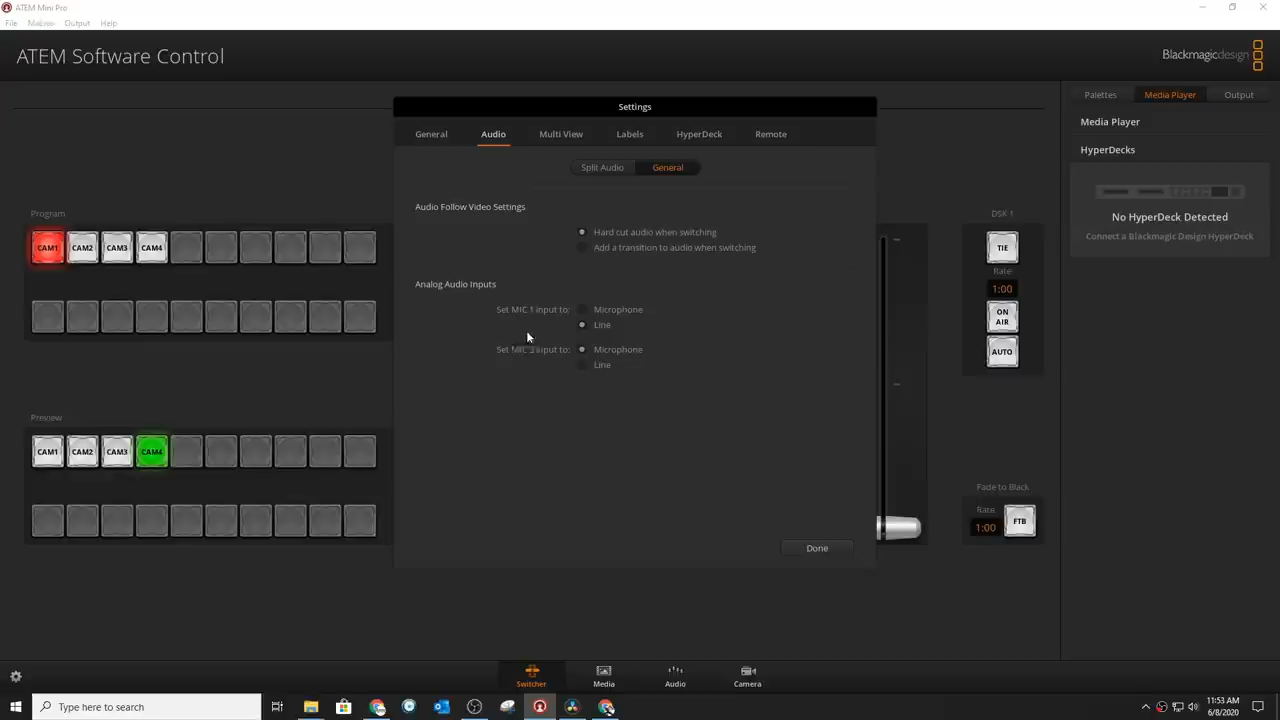 ATEM Mini Pro
File Macros Output Help
ATEM Software Control
Blackmagicdesign
Palettes Media Player Output
Media Player
HyperDecks
No HyperDeck Detected
Connect a Blackmagic Design HyperDeck
Settings
General Audio Multi View Labels HyperDeck Remote
Split Audio General
Audio Follow Video Settings
Hard cut audio when switching
Add a transition to audio when switching
Analog Audio Inputs
Set MIC 1 input to: Microphone
Line
Set MIC input to: Microphone
Line
Done
Program
CAM1 CAM2 CAM3 CAM4
Preview
CAM1 CAM2 CAM3 CAM4
DSK 1
TIE
Rate:
1:00
ON
AIR
AUTO
Fade to Black
Rate:
1:00 FTB
Switcher Media Audio Camera
Type here to search
11:53 AM
6/8/2020